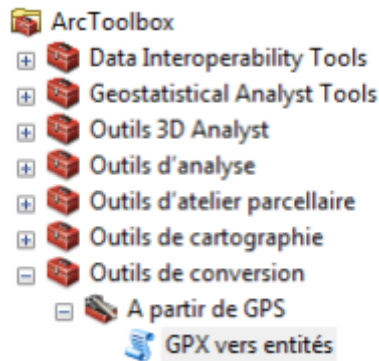 ArcToolbox
Data Interoperability Tools
Geostatistical Analyst Tools
Outils 3D Analyst
Outils d'analyse
Outils d'atelier parcellaire
Outils de cartographie
Outils de conversion
A partir de GPS
GPX vers entités